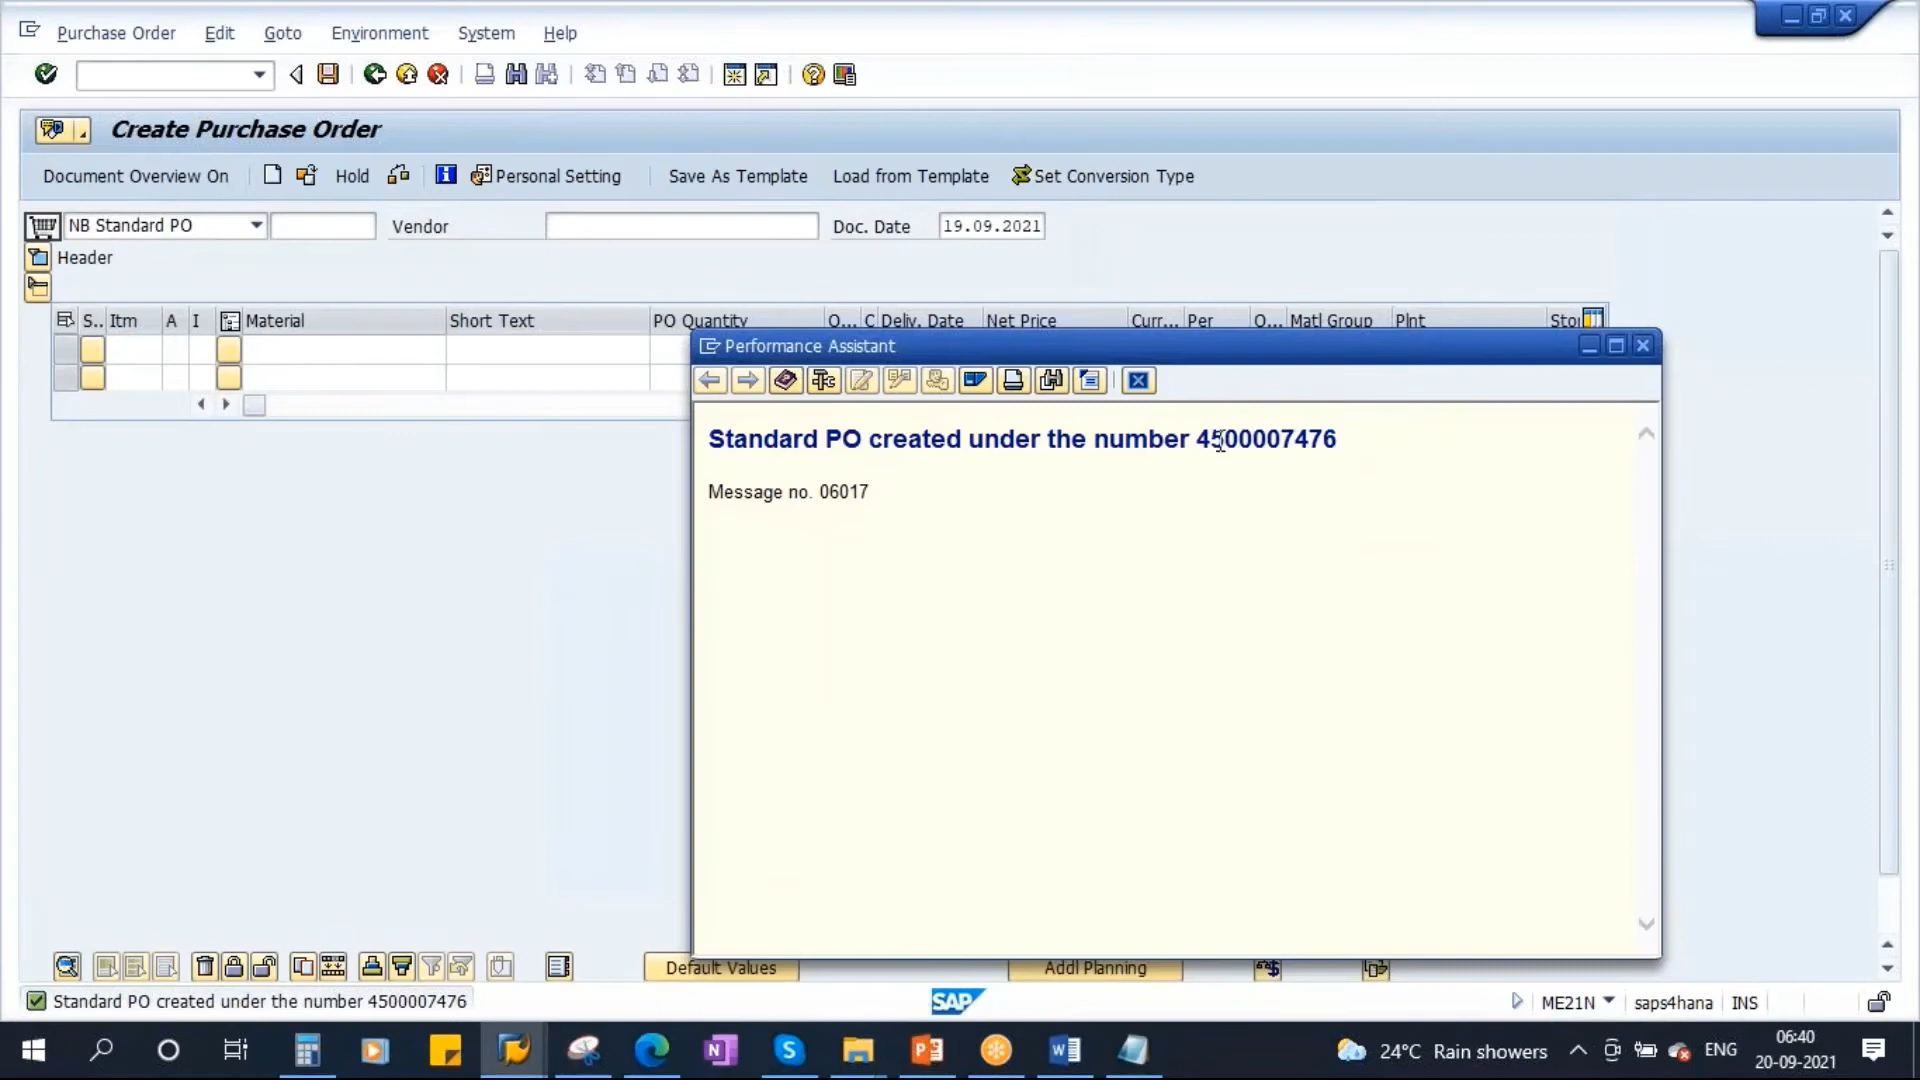 Purchase Order Edit Goto Environment System Help
Create Purchase Order
Document Overview On Hold Personal Setting Save As Template Load from Template Set Conversion Type
NB Standard PO Vendor Doc. Date 19.09.2021
Header
S.. Itm A I Material Short Text PO Quantity O... C Deliv. Date Net Price Curr... Per O... Matl Group Plnt Stor
Performance Assistant
Standard PO created under the number 4500007476
Message no. 06017
Default Values Addl Planning
Standard PO created under the number 4500007476 SAP ME21N saps4hana INS
24°C Rain showers ENG 06:40
20-09-2021